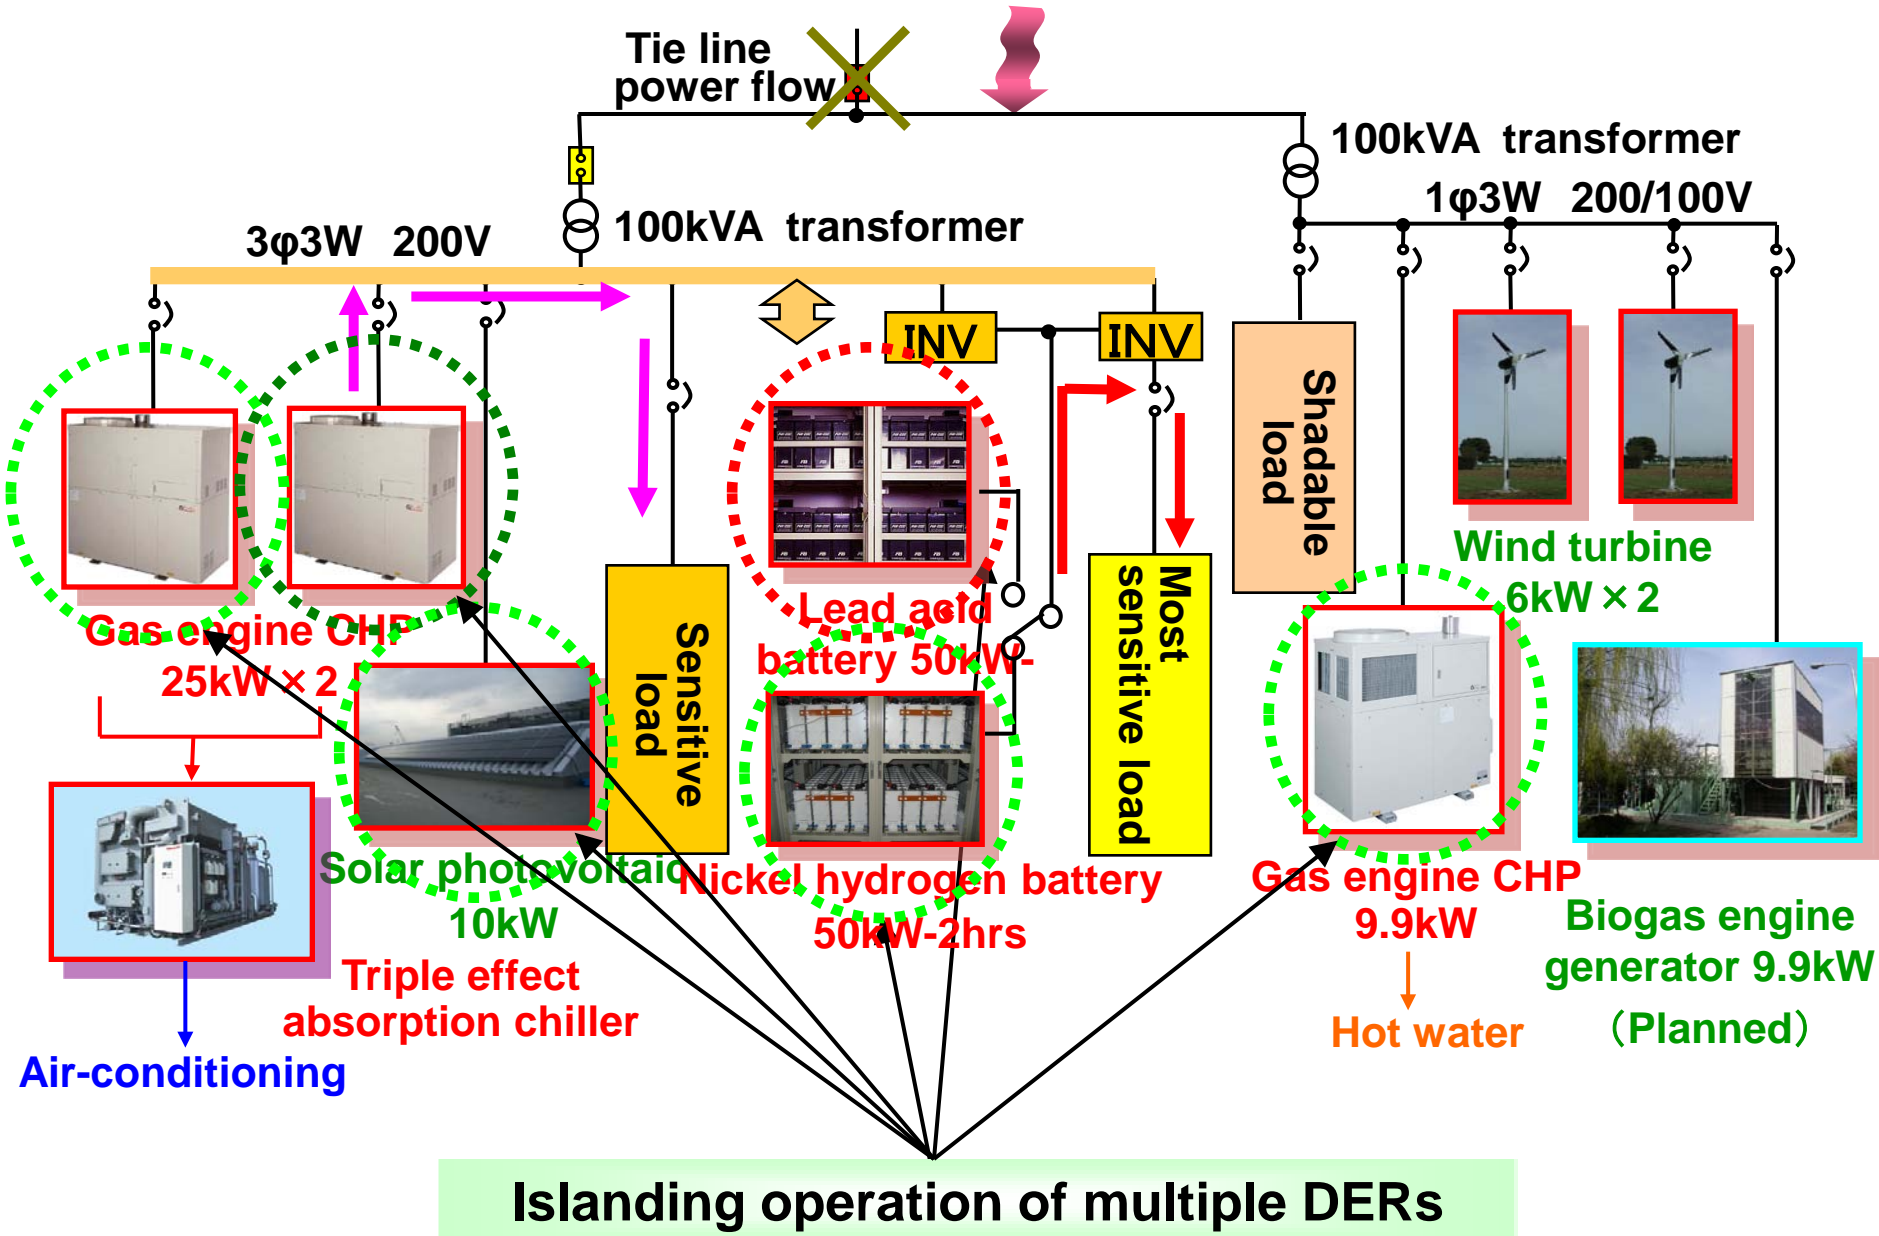 Tie line
power flow
100kVA transformer
1φ3W 200/100V
100kVA transformer
3φ3W 200V
INV
INV
Shadable
load
Wind turbine
6kW×2
Gas engine CHP
25kW×2
Sensitive
load
Lead acid
battery 50kW-
Most
sensitive load
Solar photovoltaic
10kW
Nickel hydrogen battery
50kW-2hrs
Gas engine CHP
9.9kW
Biogas engine
generator 9.9kW
（Planned）
Triple effect
absorption chiller
Hot water
Air-conditioning
Islanding operation of multiple DERs